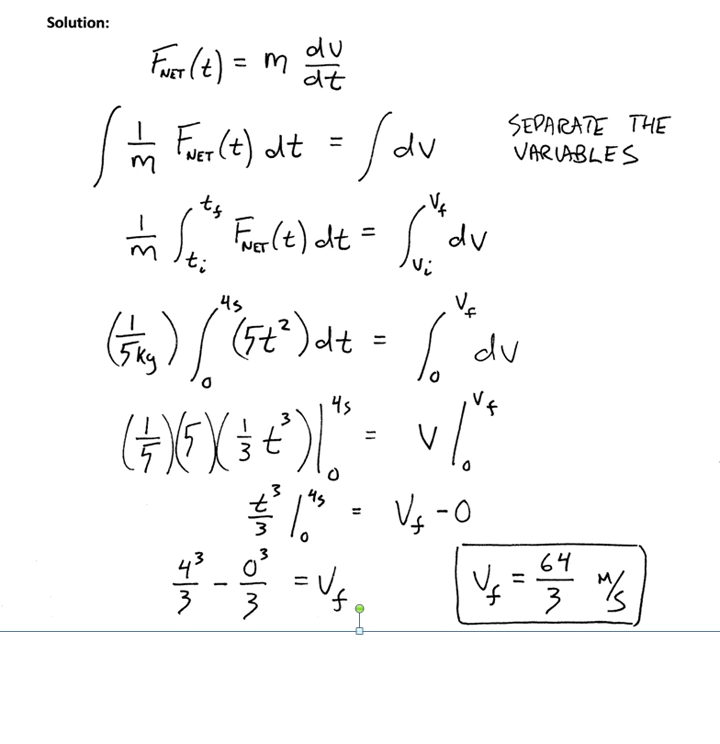 Solution:
F_NET(t) = m dv/dt
∫ 1/m F_NET(t) dt = ∫ dv SEPARATE THE
VARIABLES
1/m ∫_{t_i}^{t_f} F_NET(t) dt = ∫_{v_i}^{v_f} dv
(1/5kg) ∫_0^{4s} (5t²) dt = ∫_0^{v_f} dv
(1/5)(5)(1/3 t³)|_0^{4s} = v|_0^{v_f}
t³/3 |_0^{4s} = v_f - 0
4³/3 - 0³/3 = v_f v_f = 64/3 M/S